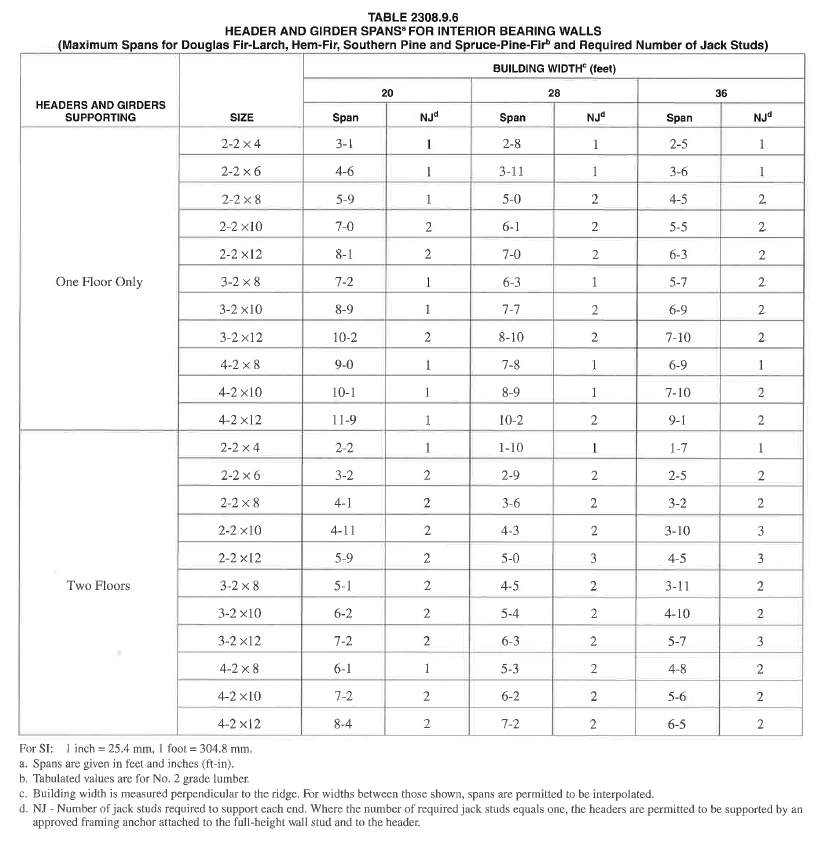 TABLE 2308.9.6
HEADER AND GIRDER SPANSᵃ FOR INTERIOR BEARING WALLS
(Maximum Spans for Douglas Fir-Larch, Hem-Fir, Southern Pine and Spruce-Pine-Firᵇ and Required Number of Jack Studs)
BUILDING WIDTHᶜ (feet)
20 28 36
HEADERS AND GIRDERS
SUPPORTING SIZE Span NJᵈ Span NJᵈ Span NJᵈ
2-2 × 4 3-1 1 2-8 1 2-5 1
2-2 × 6 4-6 1 3-11 1 3-6 1
2-2 × 8 5-9 1 5-0 2 4-5 2
2-2 ×10 7-0 2 6-1 2 5-5 2
2-2 ×12 8-1 2 7-0 2 6-3 2
One Floor Only 3-2 × 8 7-2 1 6-3 1 5-7 2
3-2 ×10 8-9 1 7-7 2 6-9 2
3-2 ×12 10-2 2 8-10 2 7-10 2
4-2 × 8 9-0 1 7-8 1 6-9 1
4-2 ×10 10-1 1 8-9 1 7-10 2
4-2 ×12 11-9 1 10-2 2 9-1 2
2-2 × 4 2-2 1 1-10 1 1-7 1
2-2 × 6 3-2 2 2-9 2 2-5 2
2-2 × 8 4-1 2 3-6 2 3-2 2
2-2 ×10 4-11 2 4-3 2 3-10 3
2-2 ×12 5-9 2 5-0 3 4-5 3
Two Floors 3-2 × 8 5-1 2 4-5 2 3-11 2
3-2 ×10 6-2 2 5-4 2 4-10 2
3-2 ×12 7-2 2 6-3 2 5-7 3
4-2 × 8 6-1 1 5-3 2 4-8 2
4-2 ×10 7-2 2 6-2 2 5-6 2
4-2 ×12 8-4 2 7-2 2 6-5 2
For SI: 1 inch = 25.4 mm, 1 foot = 304.8 mm.
a. Spans are given in feet and inches (ft-in).
b. Tabulated values are for No. 2 grade lumber.
c. Building width is measured perpendicular to the ridge. For widths between those shown, spans are permitted to be interpolated.
d. NJ - Number of jack studs required to support each end. Where the number of required jack studs equals one, the headers are permitted to be supported by an
approved framing anchor attached to the full-height wall stud and to the header.